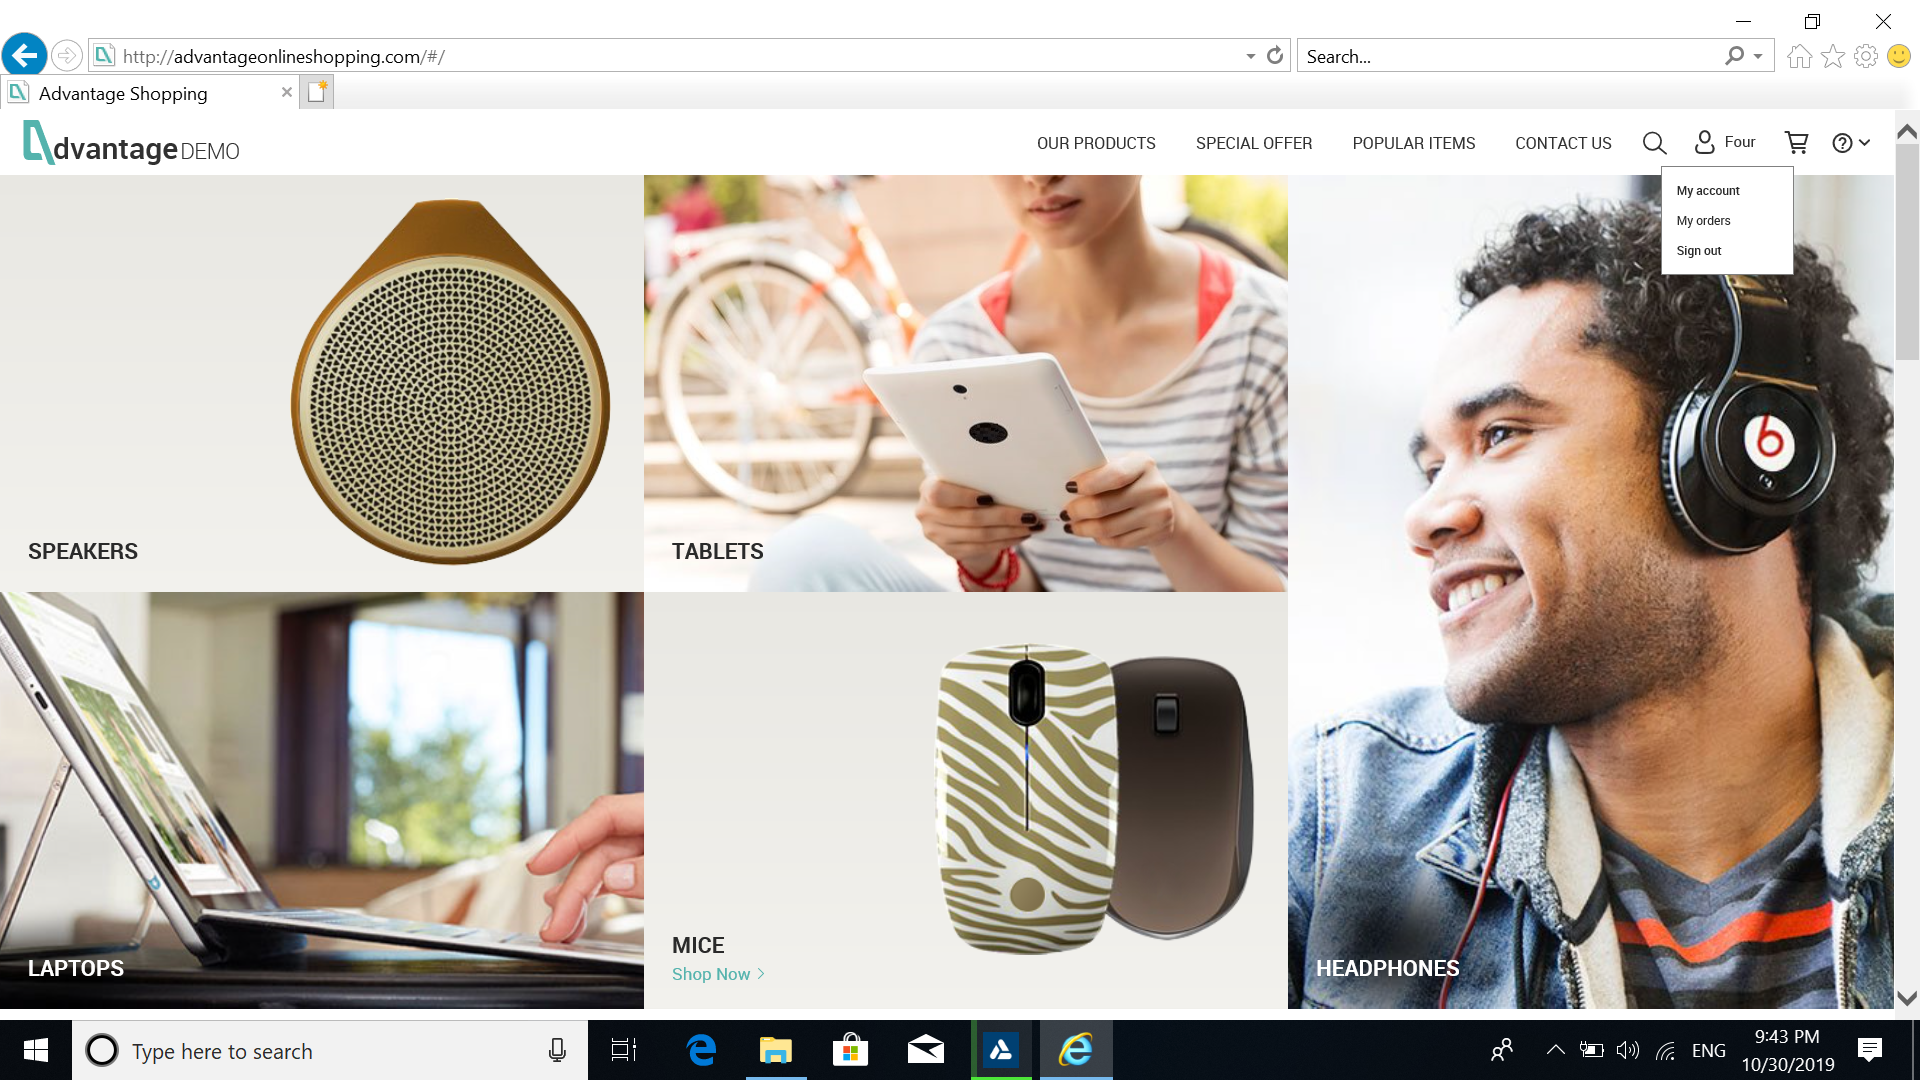 http://advantageonlineshopping.com/#/
Search...
Advantage Shopping
dvantage DEMO
OUR PRODUCTS
SPECIAL OFFER
POPULAR ITEMS
CONTACT US
Four
My account
My orders
Sign out
SPEAKERS
TABLETS
LAPTOPS
MICE
Shop Now
HEADPHONES
Type here to search
ENG
9:43 PM
10/30/2019